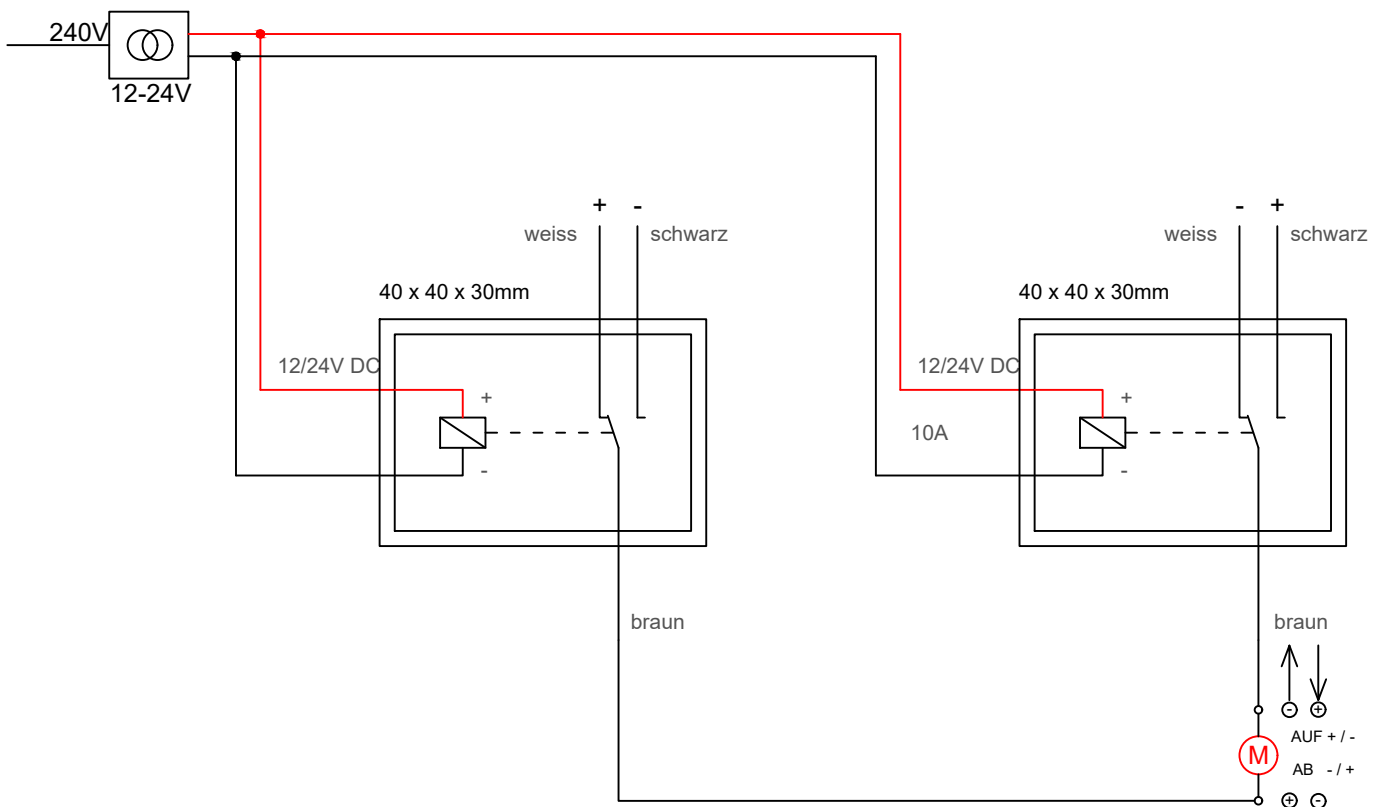 240V
12-24V
+ -
weiss schwarz
- +
weiss schwarz
40 x 40 x 30mm
40 x 40 x 30mm
12/24V DC
+
-
12/24V DC
+
10A
-
braun
braun
- +
M
AUF + / -
AB - / +
+ -